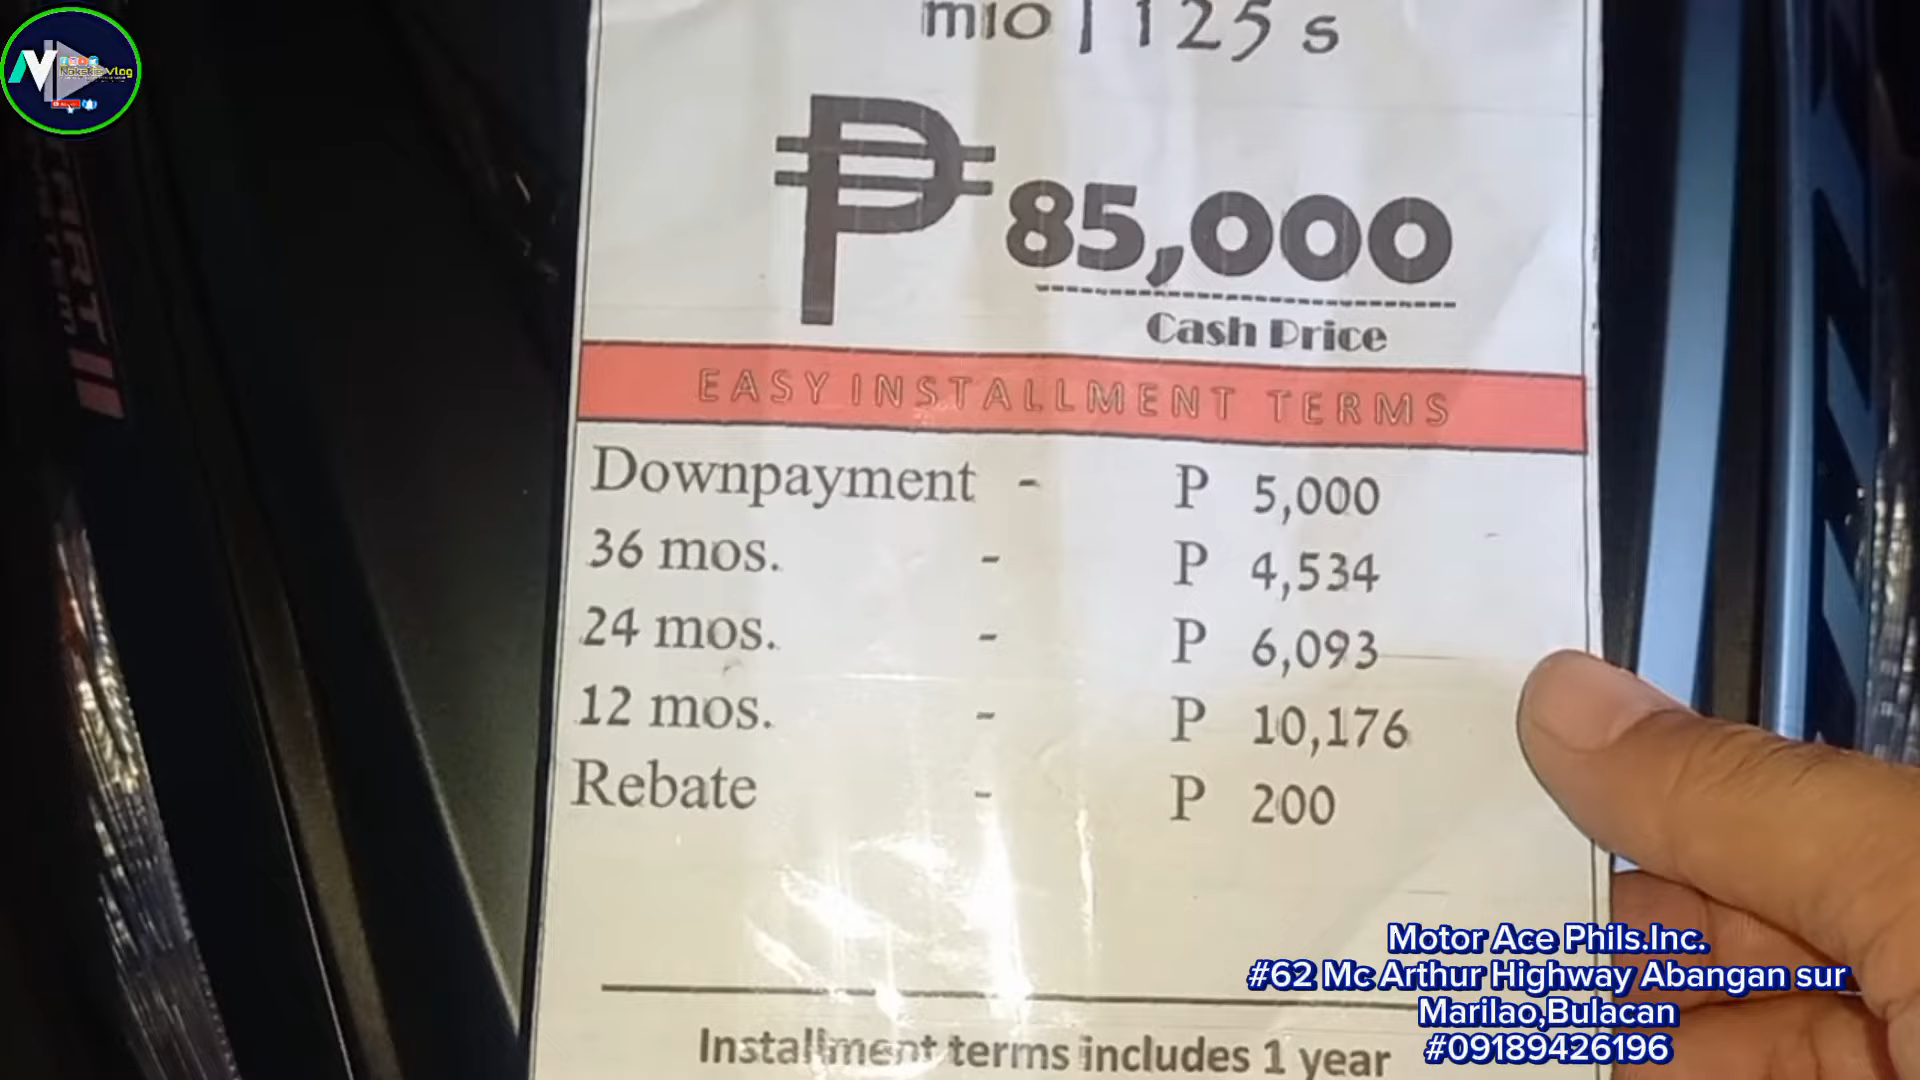 mio | 125 s
₱ 85,000
Cash Price
EASY INSTALLMENT TERMS
Downpayment - P 5,000
36 mos. - P 4,534
24 mos. - P 6,093
12 mos. - P 10,176
Rebate - P 200
Installment terms includes 1 year
Motor Ace Phils.Inc.
#62 Mc Arthur Highway Abangan sur
Marilao,Bulacan
#09189426196